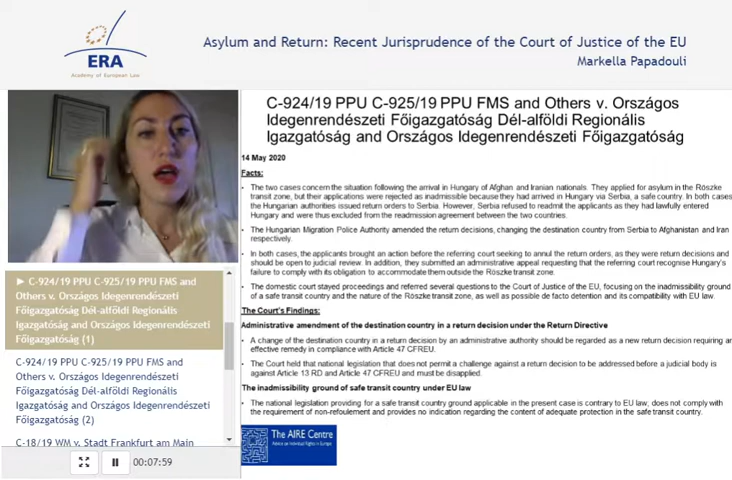 Asylum and Return: Recent Jurisprudence of the Court of Justice of the EU
Markella Papadouli
ERA
Academy of European Law
C-924/19 PPU C-925/19 PPU FMS and Others v. Országos
Idegenrendészeti Főigazgatóság Dél-alföldi Regionális
Igazgatóság and Országos Idegenrendészeti Főigazgatóság
14 May 2020
Facts:
• The two cases concern the situation following the arrival in Hungary of Afghan and Iranian nationals. They applied for asylum in the Röszke
transit zone, but their applications were rejected as inadmissible because they had arrived in Hungary via Serbia, a safe country. In both cases
the Hungarian authorities issued return orders to Serbia. However, Serbia refused to readmit the applicants as they had lawfully entered
Hungary and were thus excluded from the readmission agreement between the two countries.
• The Hungarian Migration Police Authority amended the return decisions, changing the destination country from Serbia to Afghanistan and Iran
respectively.
• In both cases, the applicants brought an action before the referring court seeking to annul the return orders, as they were return decisions and
should be open to judicial review. In addition, they submitted an administrative appeal requesting that the referring court recognise Hungary's
failure to comply with its obligation to accommodate them outside the Röszke transit zone.
• The domestic court stayed proceedings and referred several questions to the Court of Justice of the EU, focusing on the inadmissibility ground
of a safe transit country and the nature of the Röszke transit zone, as well as possible de facto detention and its compatibility with EU law.
The Court's Findings:
Administrative amendment of the destination country in a return decision under the Return Directive
• A change of the destination country in a return decision by an administrative authority should be regarded as a new return decision requiring an
effective remedy in compliance with Article 47 CFREU.
• The Court held that national legislation that does not permit a challenge against a return decision to be addressed before a judicial body is
against Article 13 RD and Article 47 CFREU and must be disapplied.
The inadmissibility ground of safe transit country under EU law
• The national legislation providing for a safe transit country ground applicable in the present case is contrary to EU law, does not comply with
the requirement of non-refoulement and provides no indication regarding the content of adequate protection in the safe transit country.
The AIRE Centre
Advice on Individual Rights in Europe
► C-924/19 PPU C-925/19 PPU FMS and
Others v. Országos Idegenrendészeti
Főigazgatóság Dél-alföldi Regionális
Igazgatóság and Országos Idegenrendészeti
Főigazgatóság (1)
C-924/19 PPU C-925/19 PPU FMS and
Others v. Országos Idegenrendészeti
Főigazgatóság Dél-alföldi Regionális
Igazgatóság and Országos Idegenrendészeti
Főigazgatóság (2)
C-18/19 WM v. Stadt Frankfurt am Main
00:07:59